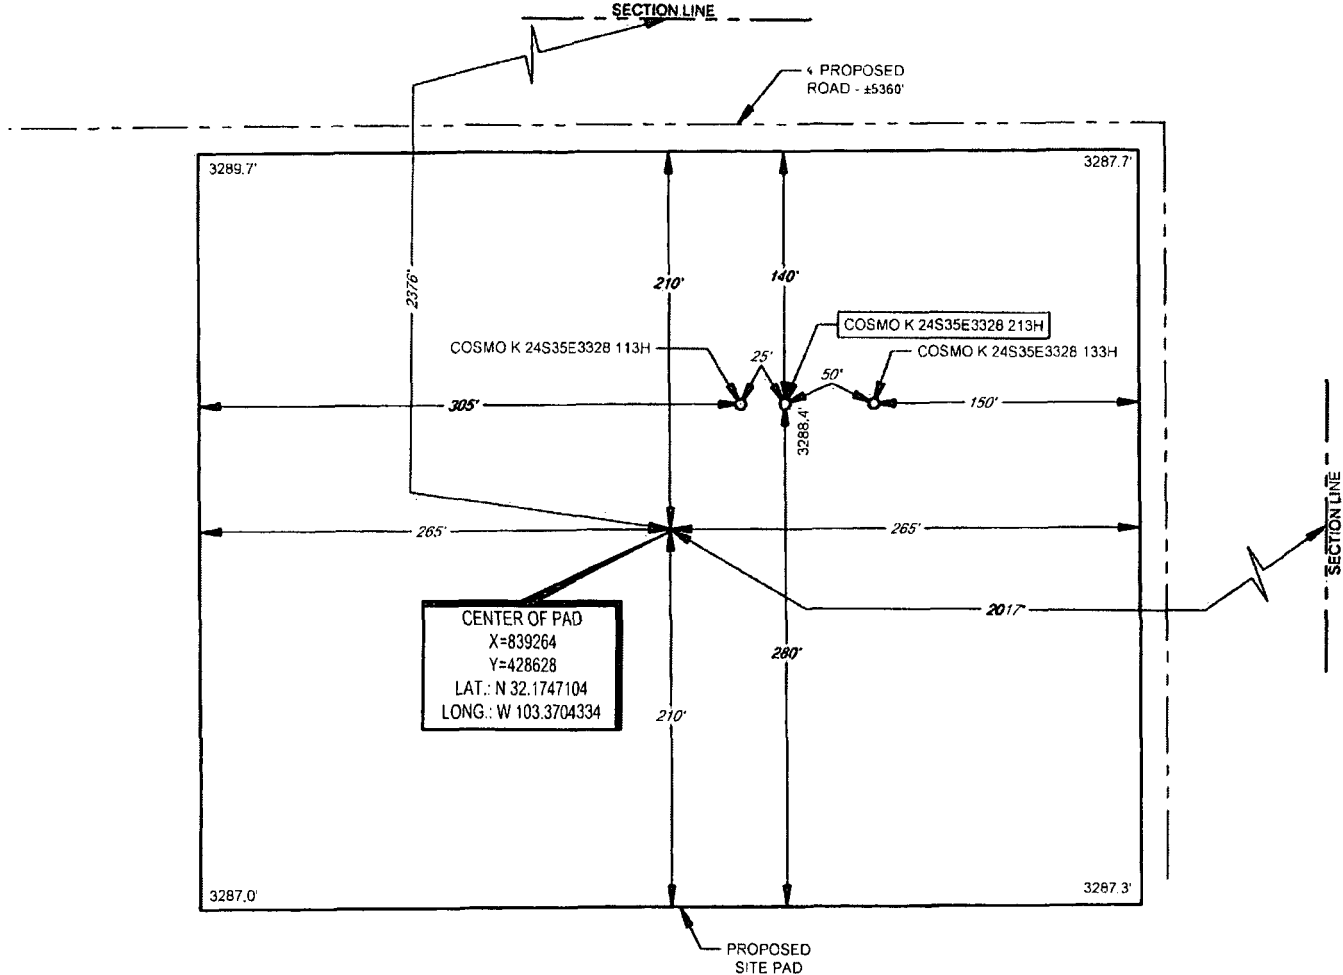 SECTION LINE
¢ PROPOSED
ROAD - ±5360'
3289.7'
3287.7'
2376'
210'
140'
COSMO K 24S35E3328 213H
COSMO K 24S35E3328 113H
COSMO K 24S35E3328 133H
25'
50'
305'
150'
3288.4'
265'
265'
SECTION LINE
2017'
CENTER OF PAD
X=839264
Y=428628
LAT.: N 32.1747104
LONG.: W 103.3704334
280'
210'
3287.0'
3287.3'
PROPOSED
SITE PAD